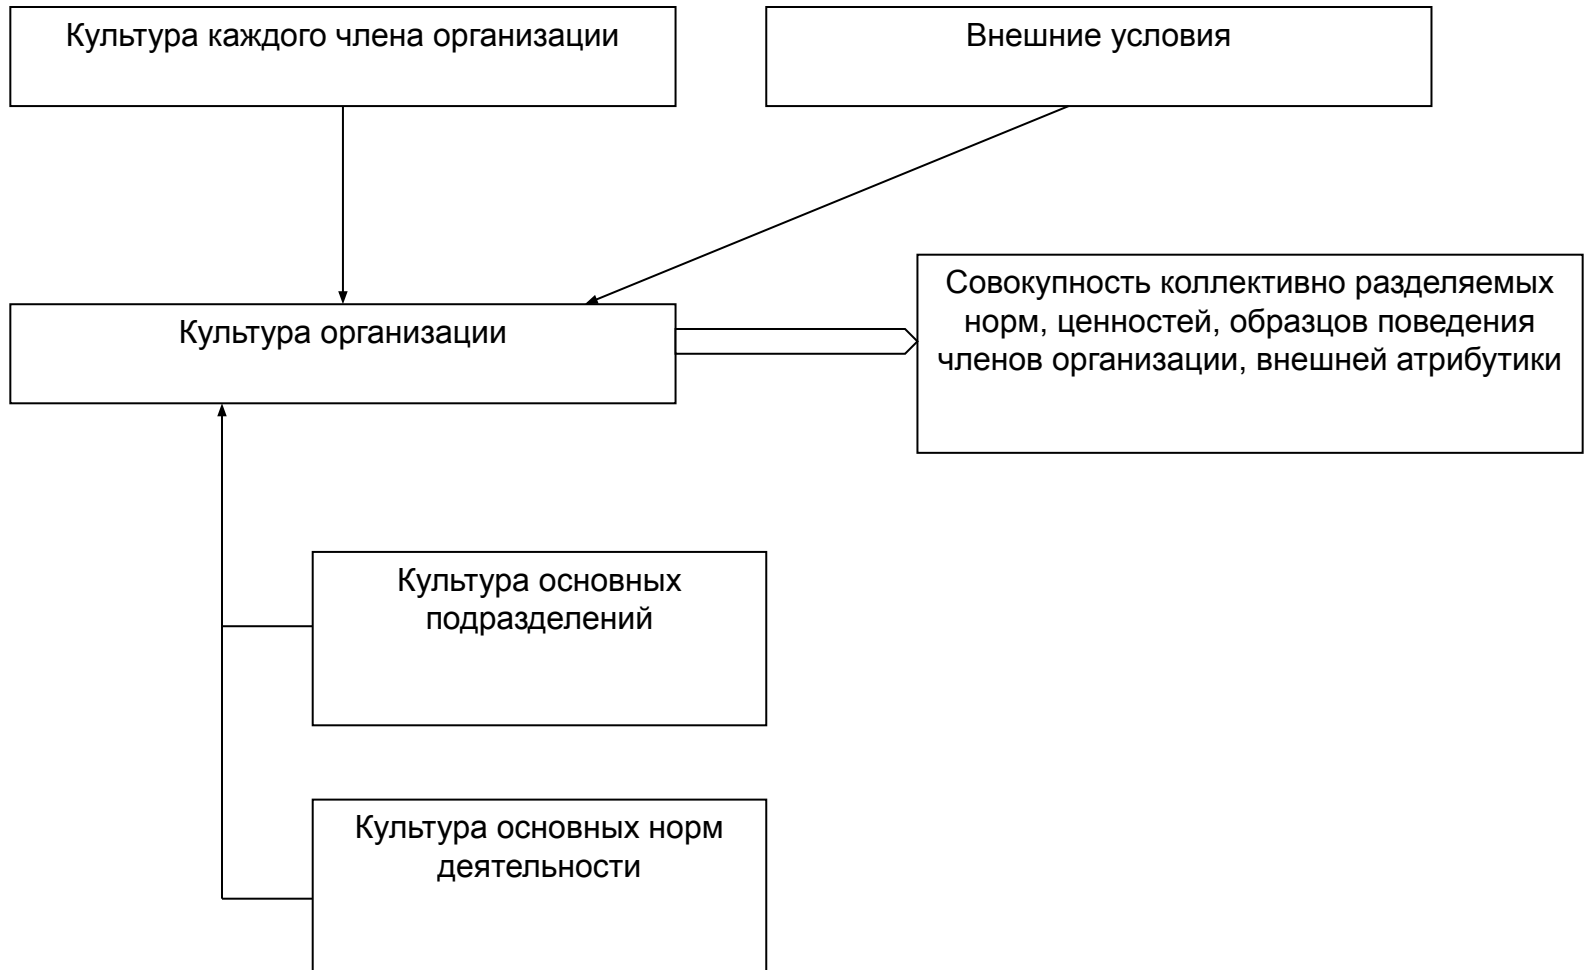 Культура каждого члена организации
Внешние условия
Культура организации
Совокупность коллективно разделяемых
норм, ценностей, образцов поведения
членов организации, внешней атрибутики
Культура основных
подразделений
Культура основных норм
деятельности